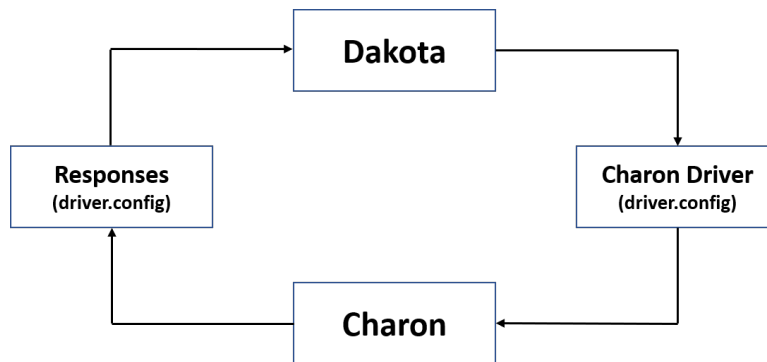 Dakota
Responses
(driver.config)
Charon Driver
(driver.config)
Charon